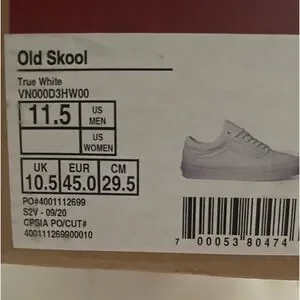 Old Skool
True White
VN000D3HW00
11.5 US MEN
US WOMEN
UK EUR CM
10.5 45.0 29.5
PO#4001112699
S2V - 09/20
CPSIA PO/CUT#
400111269900010
7 00053 80474